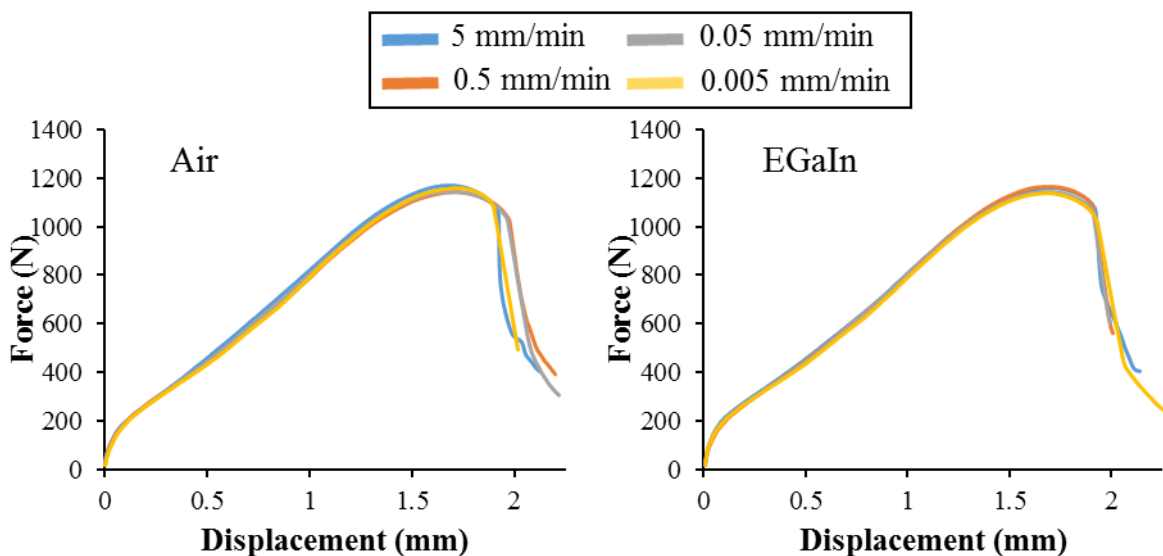 5 mm/min
0.05 mm/min
0.5 mm/min
0.005 mm/min
Air
1400
1200
1000
800
600
400
200
0
Force (N)
0
0.5
1
1.5
2
Displacement (mm)
EGaIn
1400
1200
1000
800
600
400
200
0
Force (N)
0
0.5
1
1.5
2
Displacement (mm)